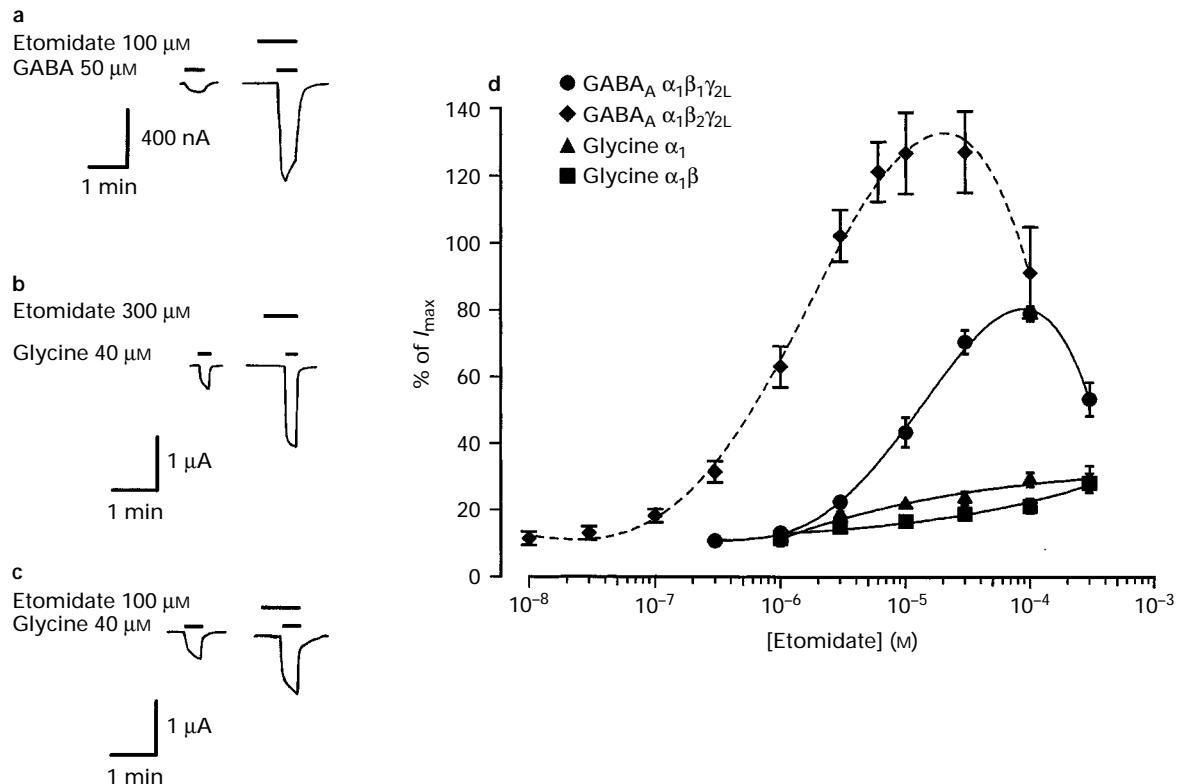 a
Etomidate 100 μM
GABA 50 μM
400 nA
1 min
b
Etomidate 300 μM
Glycine 40 μM
1 μA
1 min
c
Etomidate 100 μM
Glycine 40 μM
1 μA
1 min
d
GABA_A α₁β₁γ₂L
GABA_A α₁β₂γ₂L
Glycine α₁
Glycine α₁β
% of I_max
140
120
100
80
60
40
20
0
10⁻⁸ 10⁻⁷ 10⁻⁶ 10⁻⁵ 10⁻⁴ 10⁻³
[Etomidate] (M)